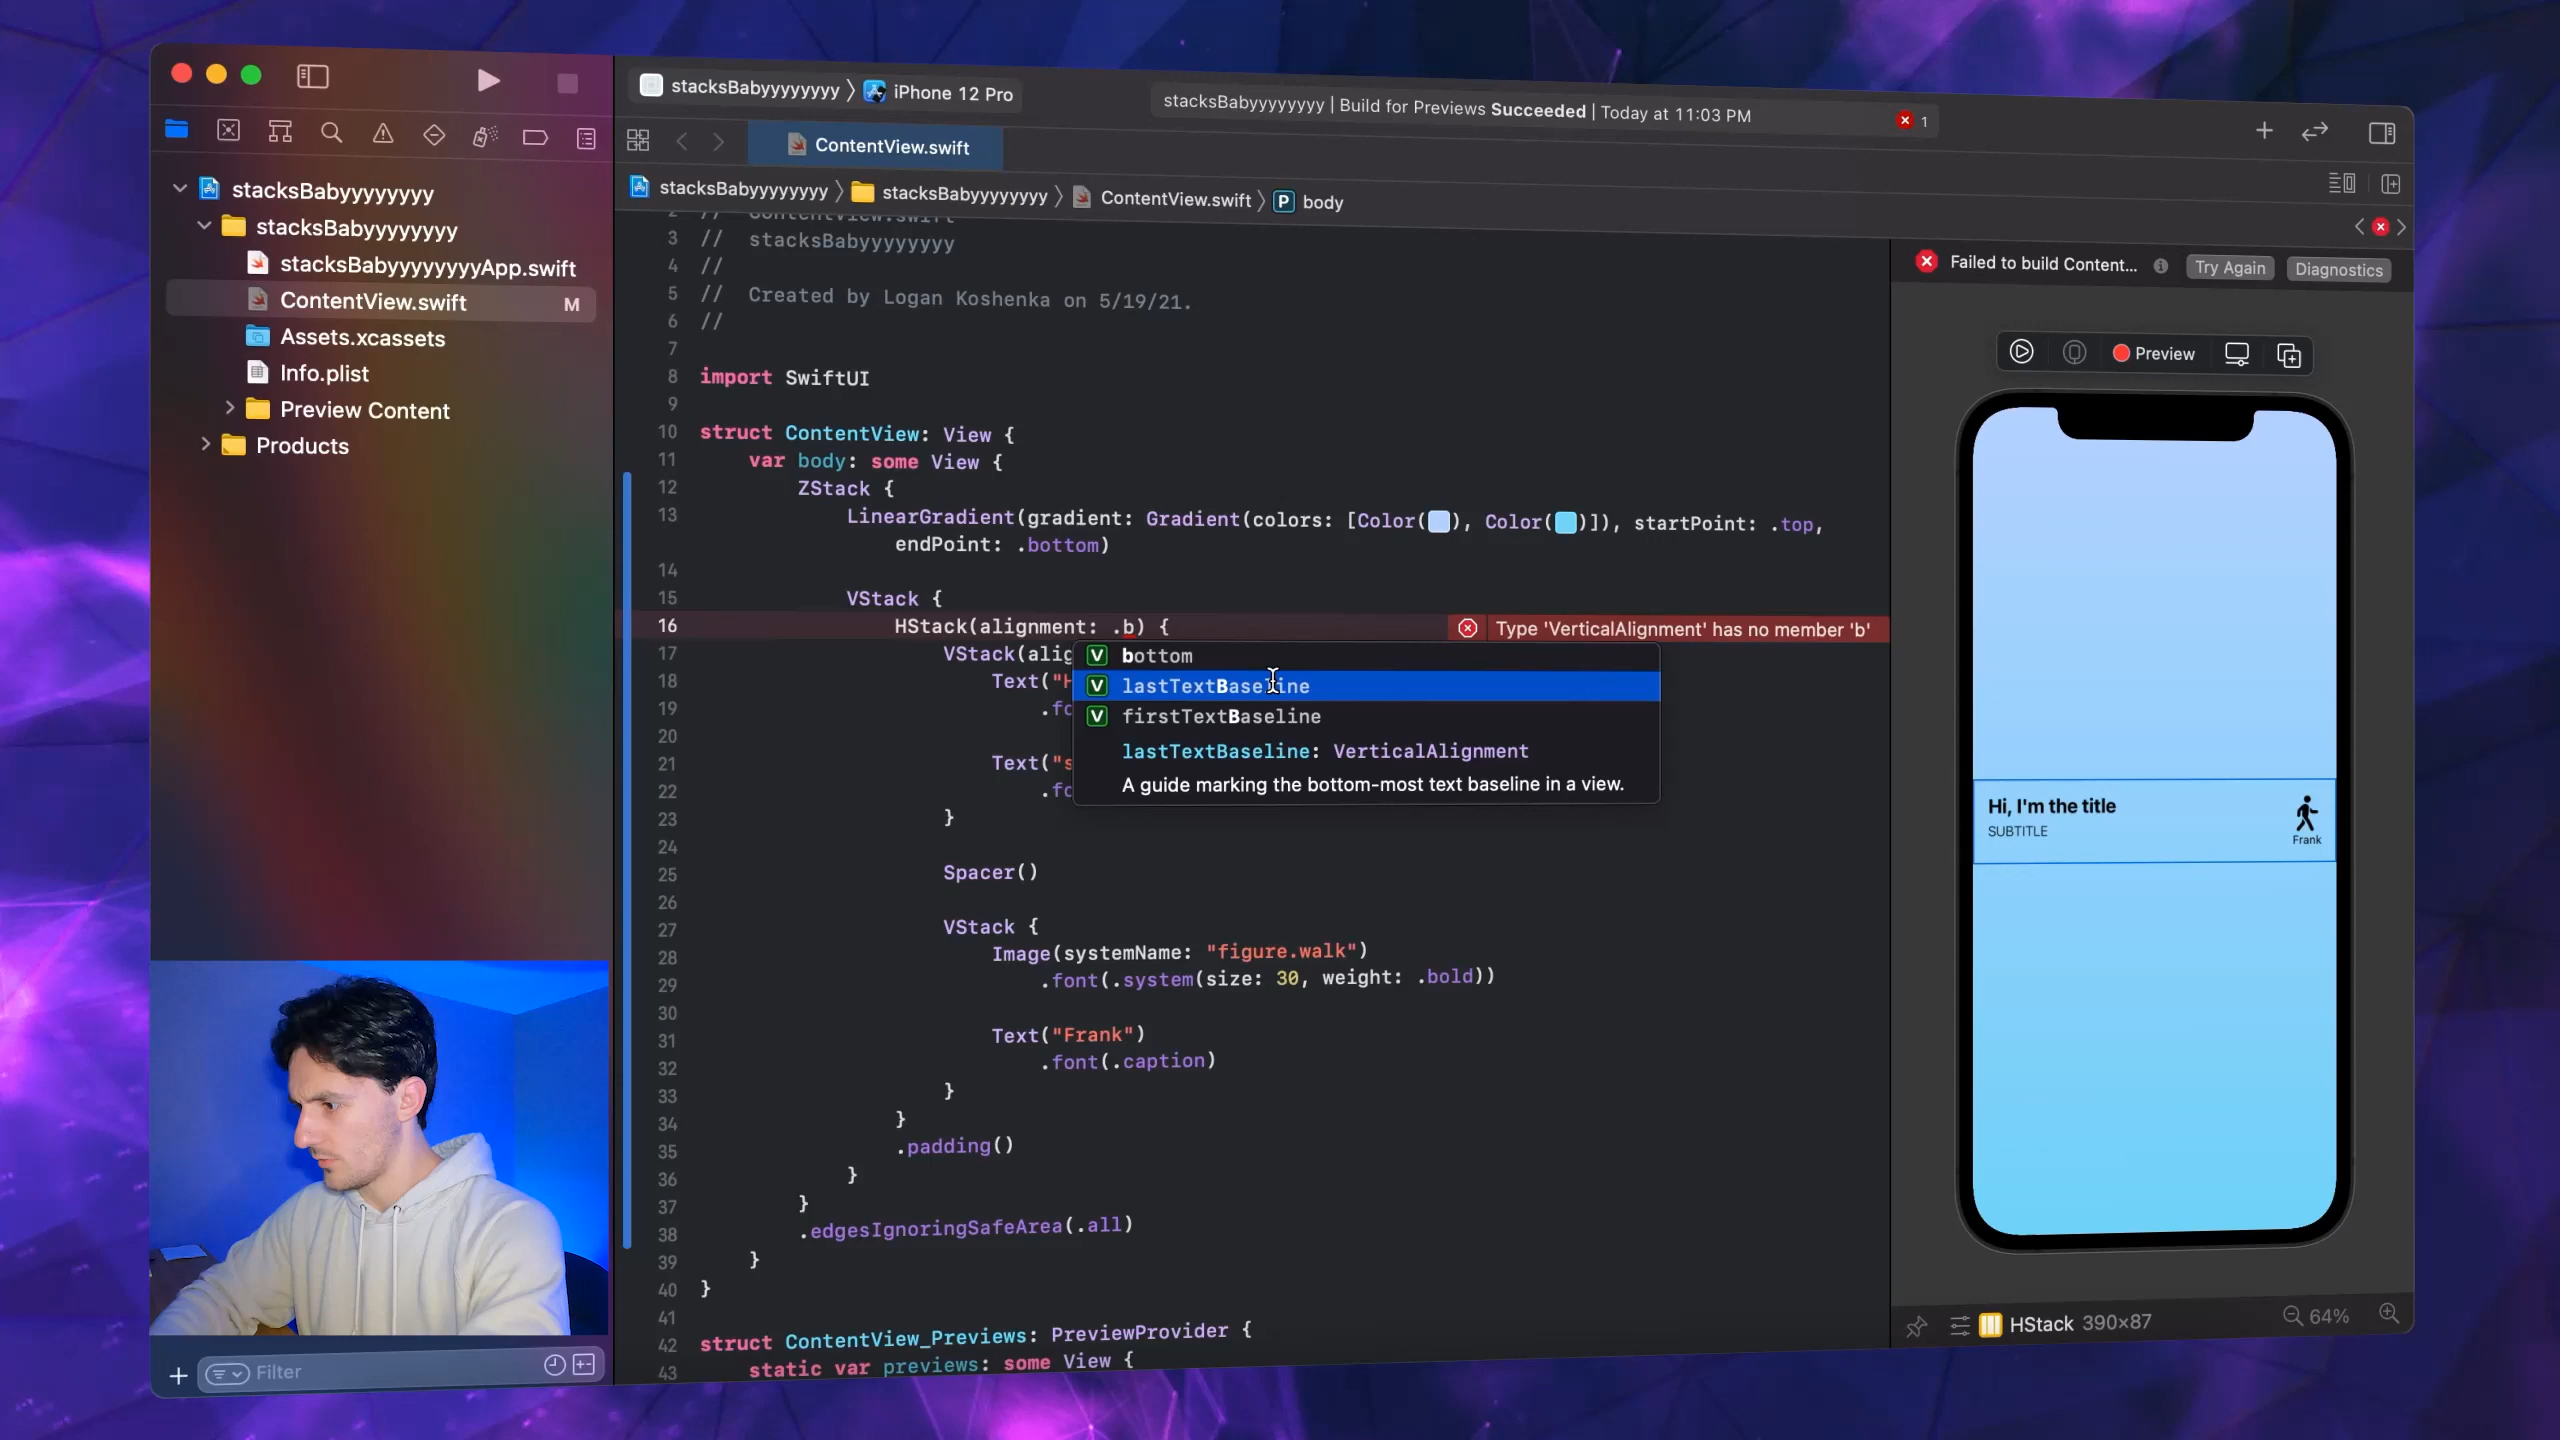 stacksBabyyyyyyyy
iPhone 12 Pro
stacksBabyyyyyyyy | Build for Previews Succeeded | Today at 11:03 PM
1
ContentView.swift
stacksBabyyyyyyyy
stacksBabyyyyyyyy
ContentView.swift
P body
stacksBabyyyyyyyy
stacksBabyyyyyyyy
stacksBabyyyyyyyyApp.swift
ContentView.swift M
Assets.xcassets
Info.plist
Preview Content
Products
Filter
2 // ContentView.swift
3 // stacksBabyyyyyyyy
4 //
5 // Created by Logan Koshenka on 5/19/21.
6 //
7
8 import SwiftUI
9
10 struct ContentView: View {
11 var body: some View {
12 ZStack {
13 LinearGradient(gradient: Gradient(colors: [Color( ), Color( )]), startPoint: .top,
endPoint: .bottom)
14
15 VStack {
16 HStack(alignment: .b) {
Type 'VerticalAlignment' has no member 'b'
17 VStack(alig
18 Text("H
19 .fo
20
21 Text("s
22 .fo
23 }
24
25 Spacer()
26
27 VStack {
28 Image(systemName: "figure.walk")
29 .font(.system(size: 30, weight: .bold))
30
31 Text("Frank")
32 .font(.caption)
33 }
34 }
35 .padding()
36 }
37 }
38 .edgesIgnoringSafeArea(.all)
39 }
40 }
41
42 struct ContentView_Previews: PreviewProvider {
43 static var previews: some View {
V bottom
V lastTextBaseline
V firstTextBaseline
lastTextBaseline: VerticalAlignment
A guide marking the bottom-most text baseline in a view.
Failed to build Content...
Try Again
Diagnostics
Preview
Hi, I'm the title
SUBTITLE
Frank
HStack 390×87
64%